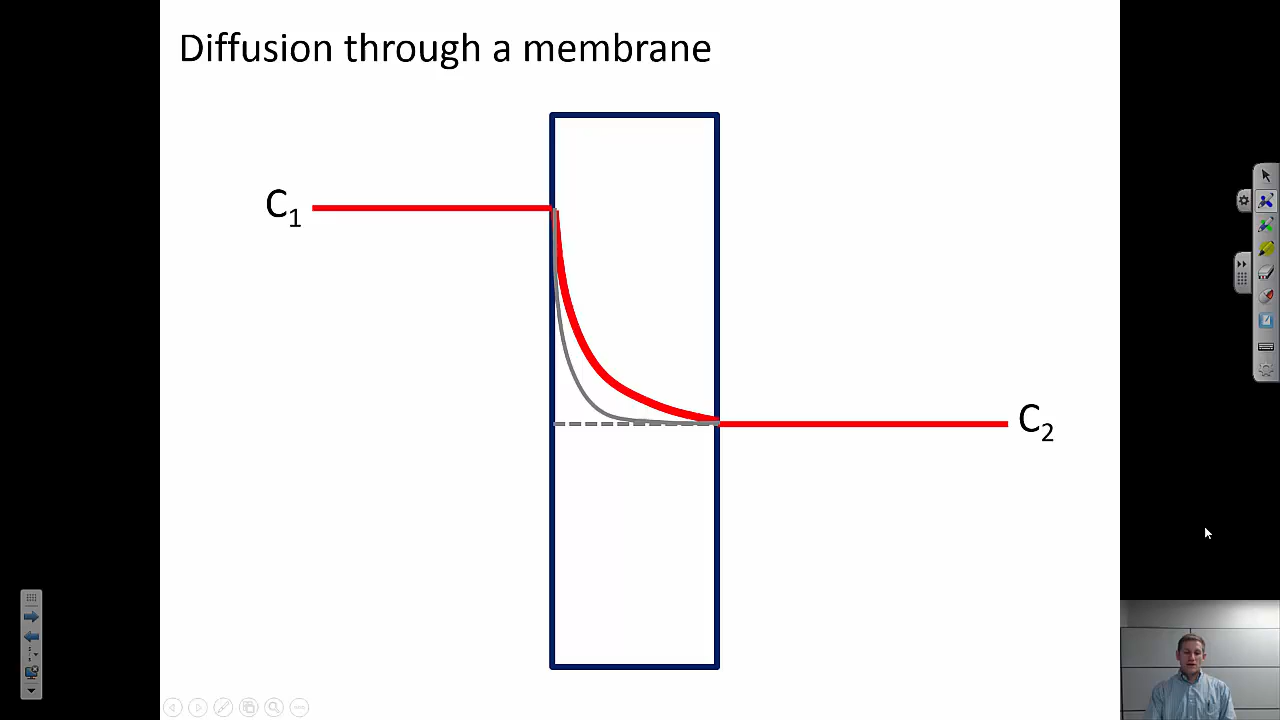 Diffusion through a membrane
C₁
C₂